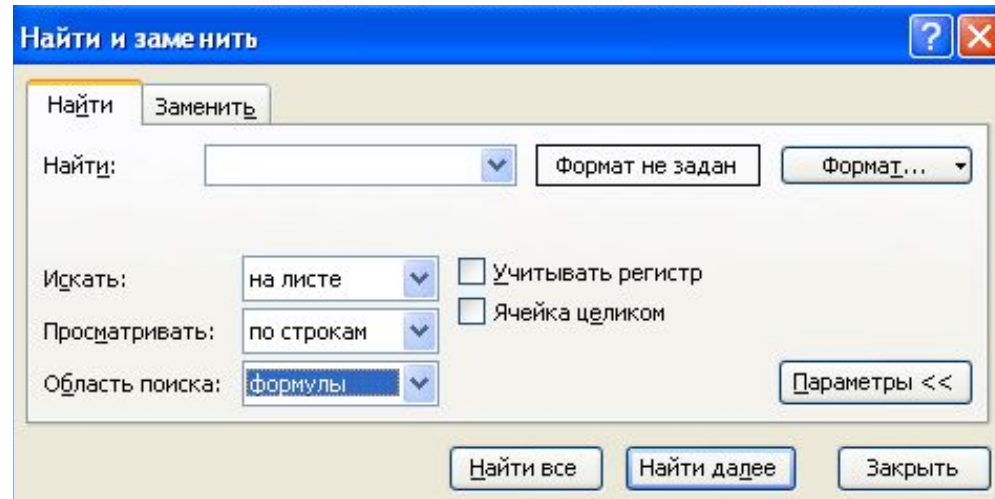 Найти и заменить
Найти Заменить
Найти: Формат не задан Формат...
Искать: на листе Учитывать регистр
Ячейка целиком
Просматривать: по строкам
Область поиска: формулы Параметры <<
Найти все Найти далее Закрыть